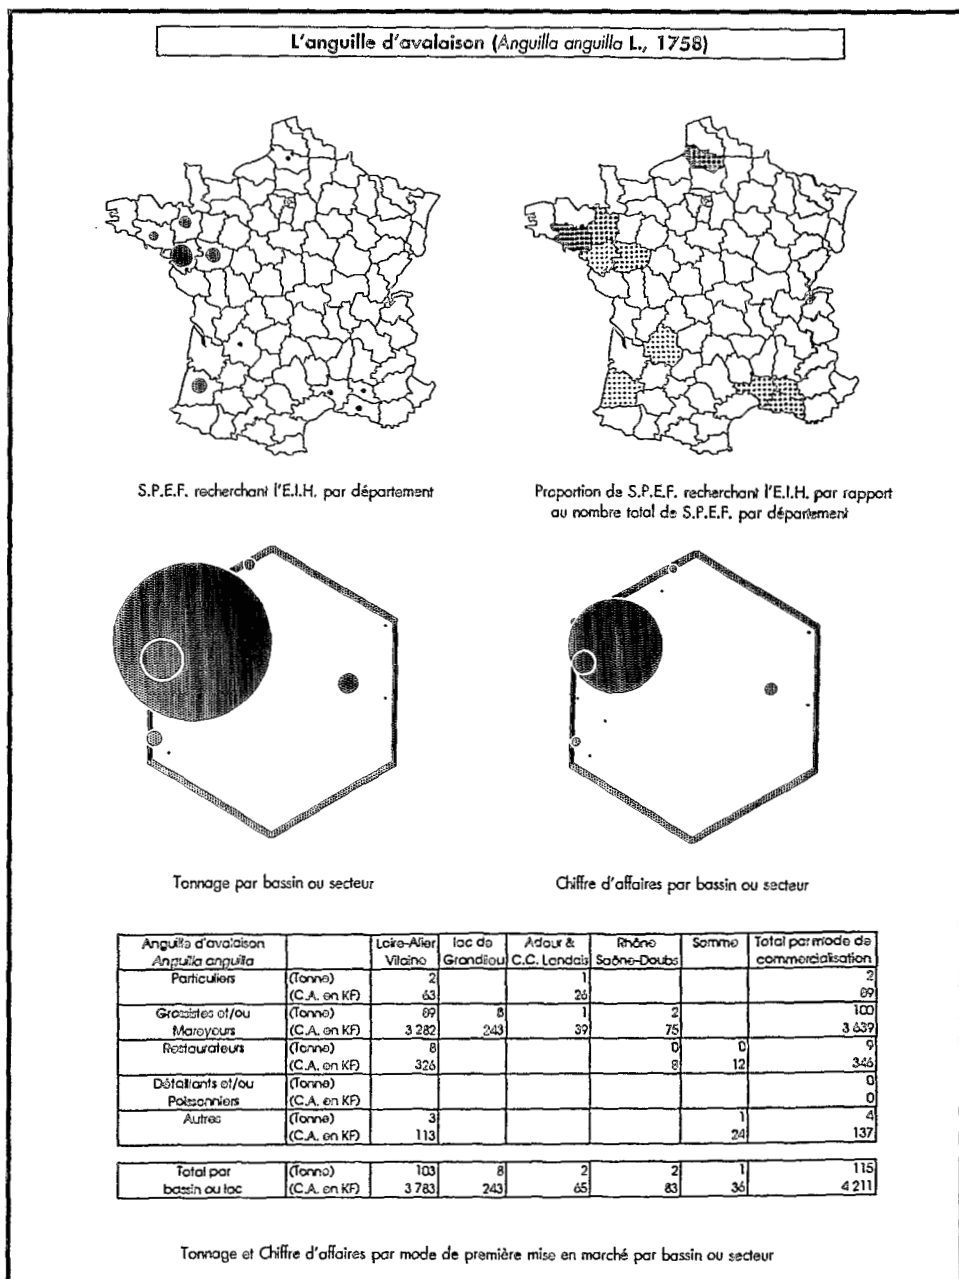 L'anguille d'avalaison (Anguilla anguilla L., 1758)
S.P.E.F. recherchant l'E.I.H. par département
Proportion de S.P.E.F. recherchant l'E.I.H. par rapport
au nombre total de S.P.E.F. par département
Tonnage par bassin ou secteur
Chiffre d'affaires par bassin ou secteur
Anguille d'avalaison Loire-Allier lac de Adour & Rhône Somme Total par mode de
Anguilla anguilla Vilaine Grandlieu C.C. Landais Saône-Doubs commercialisation
Particuliers (Tonne) 2 1 2
(C.A. en KF) 63 26 89
Grossistes et/ou (Tonne) 89 8 1 2 100
Mareyeurs (C.A. en KF) 3 282 243 39 75 3 639
Restaurateurs (Tonne) 8 0 0 9
(C.A. en KF) 326 8 12 346
Détaillants et/ou (Tonne) 0
Poissonniers (C.A. en KF) 0
Autres (Tonne) 3 1 4
(C.A. en KF) 113 24 137
Total par (Tonne) 103 8 2 2 1 115
bassin ou lac (C.A. en KF) 3 783 243 65 83 36 4 211
Tonnage et Chiffre d'affaires par mode de première mise en marché par bassin ou secteur